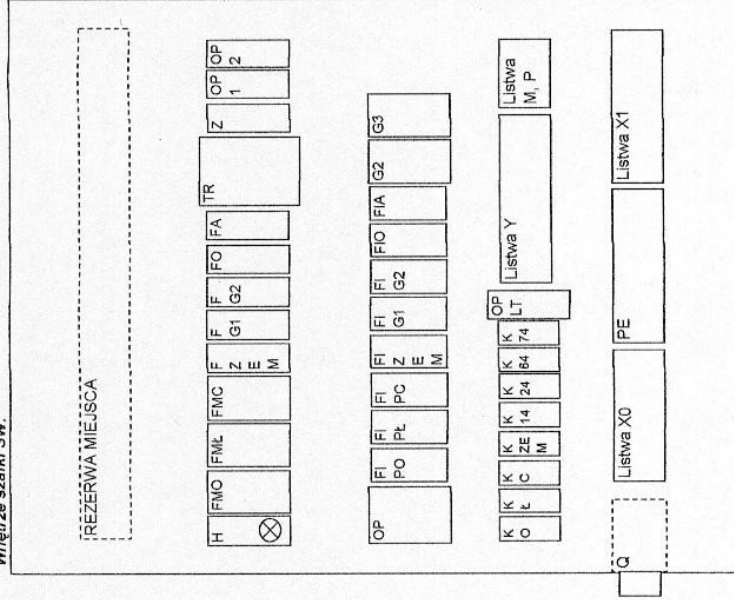 Wnętrze szafki SW.
REZERWA MIEJSCA
H
FMO
FMŁ
FMC
F
Z
E
M
F
G1
F
G2
FO
FA
TR
Z
OP
1
OP
2
OP
FI
PO
FI
PŁ
FI
PC
FI
Z
E
M
FI
G1
FI
G2
FIO
FIA
G2
G3
K
O
K
Ł
K
C
K
ZE
M
K
14
K
24
K
64
K
74
OP
LT
Listwa Y
Listwa
M, P
Q
Listwa X0
PE
Listwa X1